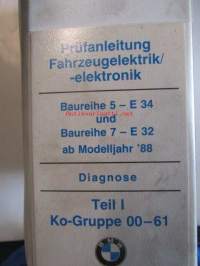 Prüfanleitung
Fahrzeugelektrik/
-elektronik
Baureihe 5 – E 34
und
Baureihe 7 – E 32
ab Modelljahr '88
Diagnose
Teil I
Ko-Gruppe 00–61
BMW